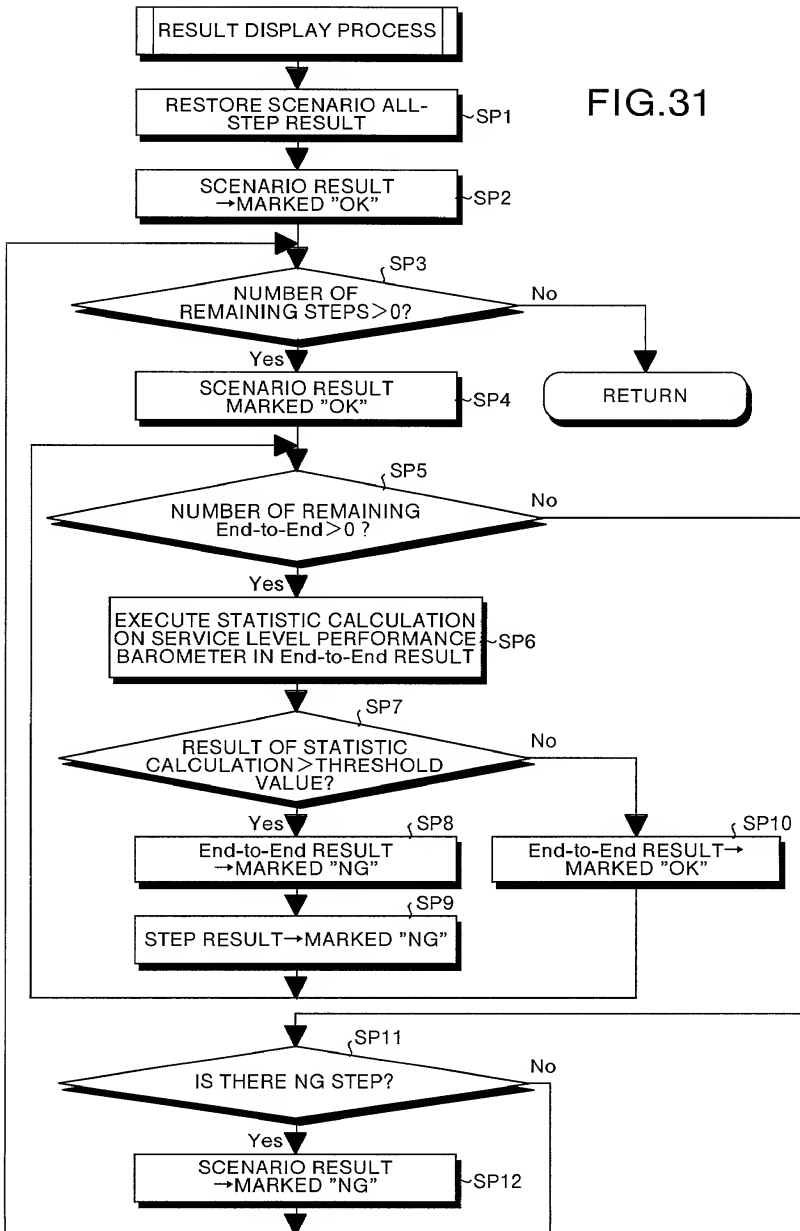 RESULT DISPLAY PROCESS
FIG.31
RESTORE SCENARIO ALL-
STEP RESULT
SP1
SCENARIO RESULT
→MARKED "OK"
SP2
SP3
NUMBER OF
REMAINING STEPS>0?
No
Yes
SCENARIO RESULT
MARKED "OK"
SP4
RETURN
SP5
NUMBER OF REMAINING
End-to-End>0 ?
No
Yes
EXECUTE STATISTIC CALCULATION
ON SERVICE LEVEL PERFORMANCE
BAROMETER IN End-to-End RESULT
SP6
SP7
RESULT OF STATISTIC
CALCULATION>THRESHOLD
VALUE?
No
Yes
SP8
End-to-End RESULT
→MARKED "NG"
SP10
End-to-End RESULT→
MARKED "OK"
SP9
STEP RESULT→MARKED "NG"
SP11
IS THERE NG STEP?
No
Yes
SCENARIO RESULT
→MARKED "NG"
SP12